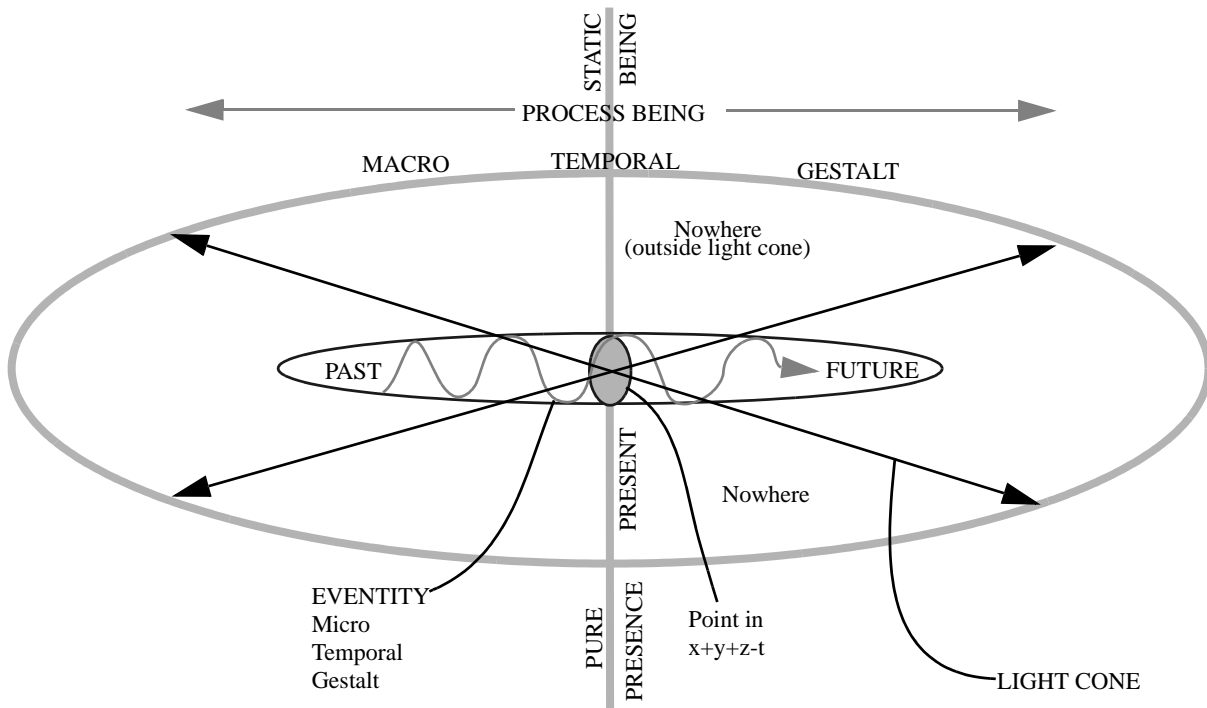 STATIC
BEING
PROCESS BEING
MACRO
TEMPORAL
GESTALT
Nowhere
(outside light cone)
PAST
FUTURE
PRESENT
Nowhere
EVENTITY
Micro
Temporal
Gestalt
PURE
PRESENCE
Point in
x+y+z-t
LIGHT CONE